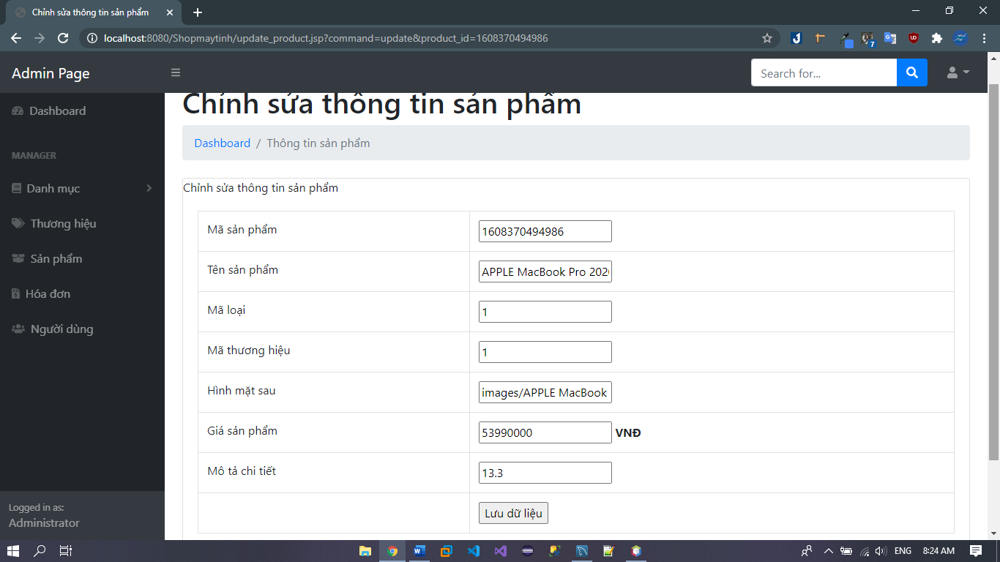 Chỉnh sửa thông tin sản phẩm
localhost:8080/Shopmaytinh/update_product.jsp?command=update&product_id=1608370494986
7
Admin Page
Search for...
Chỉnh sửa thông tin sản phẩm
Dashboard
Dashboard / Thông tin sản phẩm
MANAGER
Danh mục
Thương hiệu
Sản phẩm
Hóa đơn
Người dùng
Chỉnh sửa thông tin sản phẩm
Mã sản phẩm 1608370494986
Tên sản phẩm APPLE MacBook Pro 2020
Mã loại 1
Mã thương hiệu 1
Hình mặt sau images/APPLE MacBook
Giá sản phẩm 53990000 VNĐ
Mô tả chi tiết 13.3
Lưu dữ liệu
Logged in as:
Administrator
ENG 8:24 AM